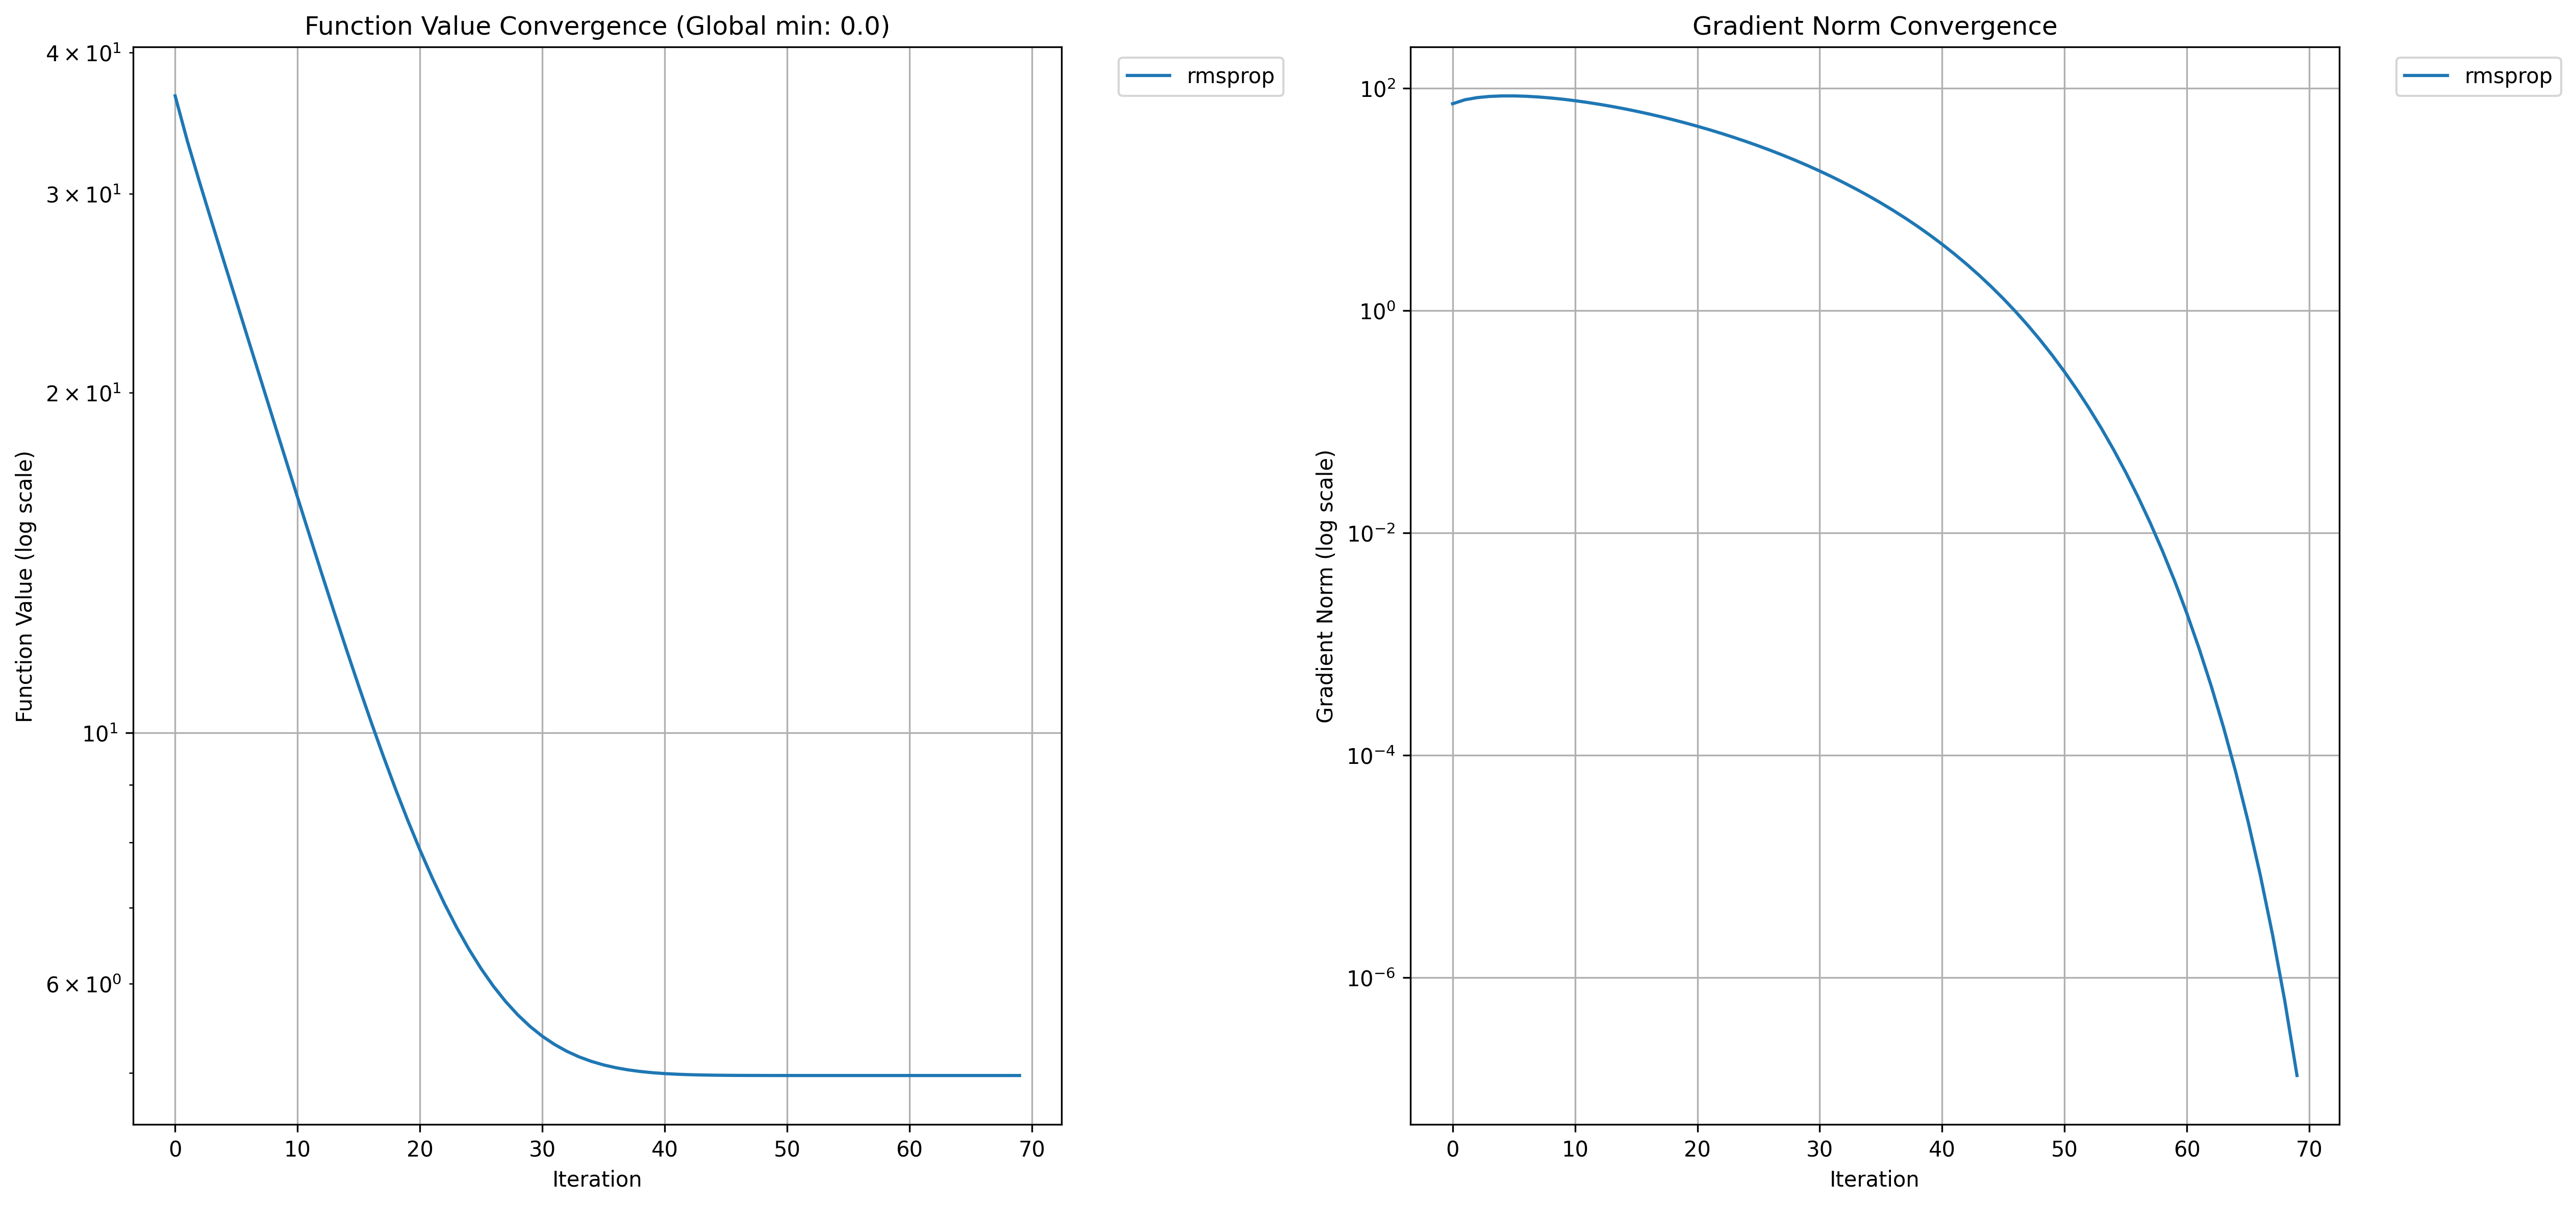 Function Value Convergence (Global min: 0.0)
4 × 10¹
3 × 10¹
2 × 10¹
10¹
6 × 10⁰
Function Value (log scale)
0 10 20 30 40 50 60 70
Iteration
rmsprop
Gradient Norm Convergence
10²
10⁰
10⁻²
10⁻⁴
10⁻⁶
Gradient Norm (log scale)
0 10 20 30 40 50 60 70
Iteration
rmsprop